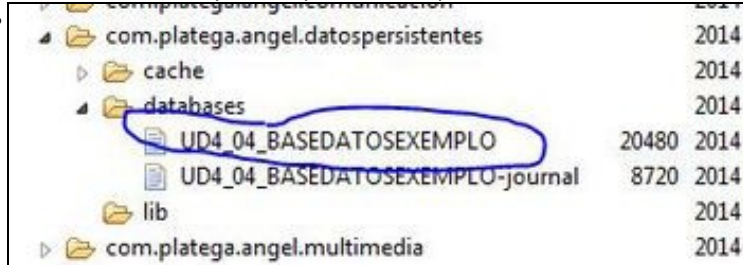 com.platega.angel.datospersistentes 2014
cache 2014
databases 2014
UD4_04_BASEDATOSEXEMPLO 20480 2014
UD4_04_BASEDATOSEXEMPLO-journal 8720 2014
lib 2014
com.platega.angel.multimedia 2014